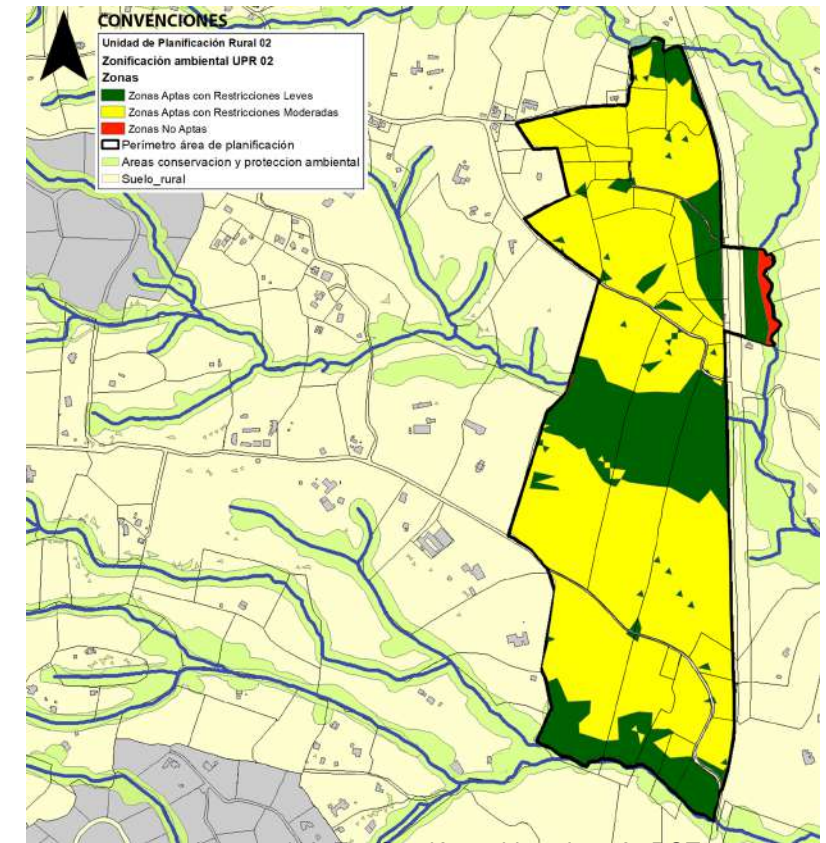 CONVENCIONES
Unidad de Planificación Rural 02
Zonificación ambiental UPR 02
Zonas
Zonas Aptas con Restricciones Leves
Zonas Aptas con Restricciones Moderadas
Zonas No Aptas
Perímetro área de planificación
Areas conservacion y proteccion ambiental
Suelo_rural